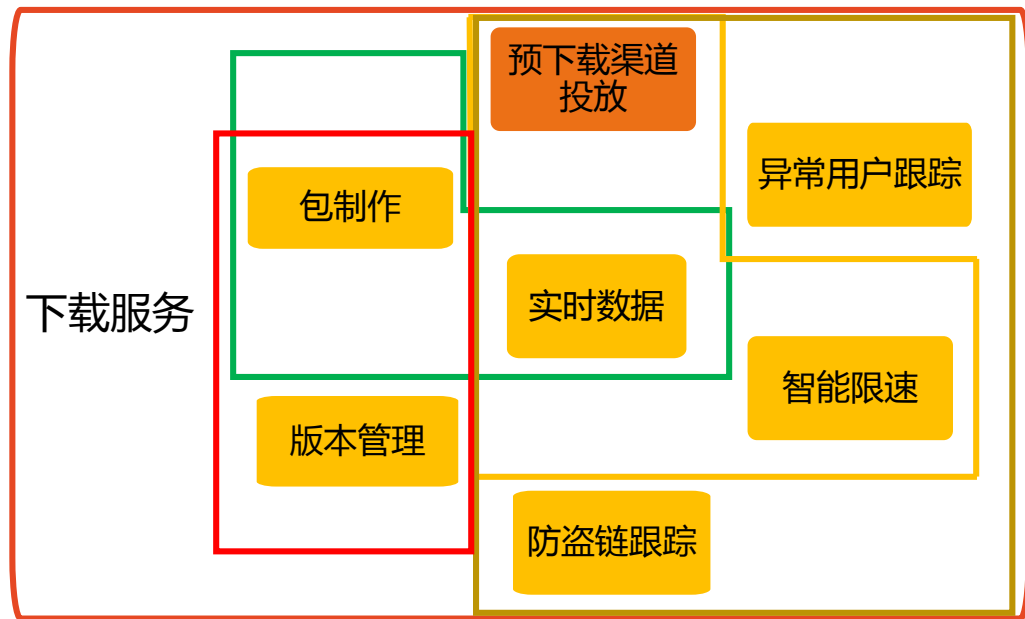 预下载渠道
投放
异常用户跟踪
包制作
下载服务
实时数据
智能限速
版本管理
防盗链跟踪